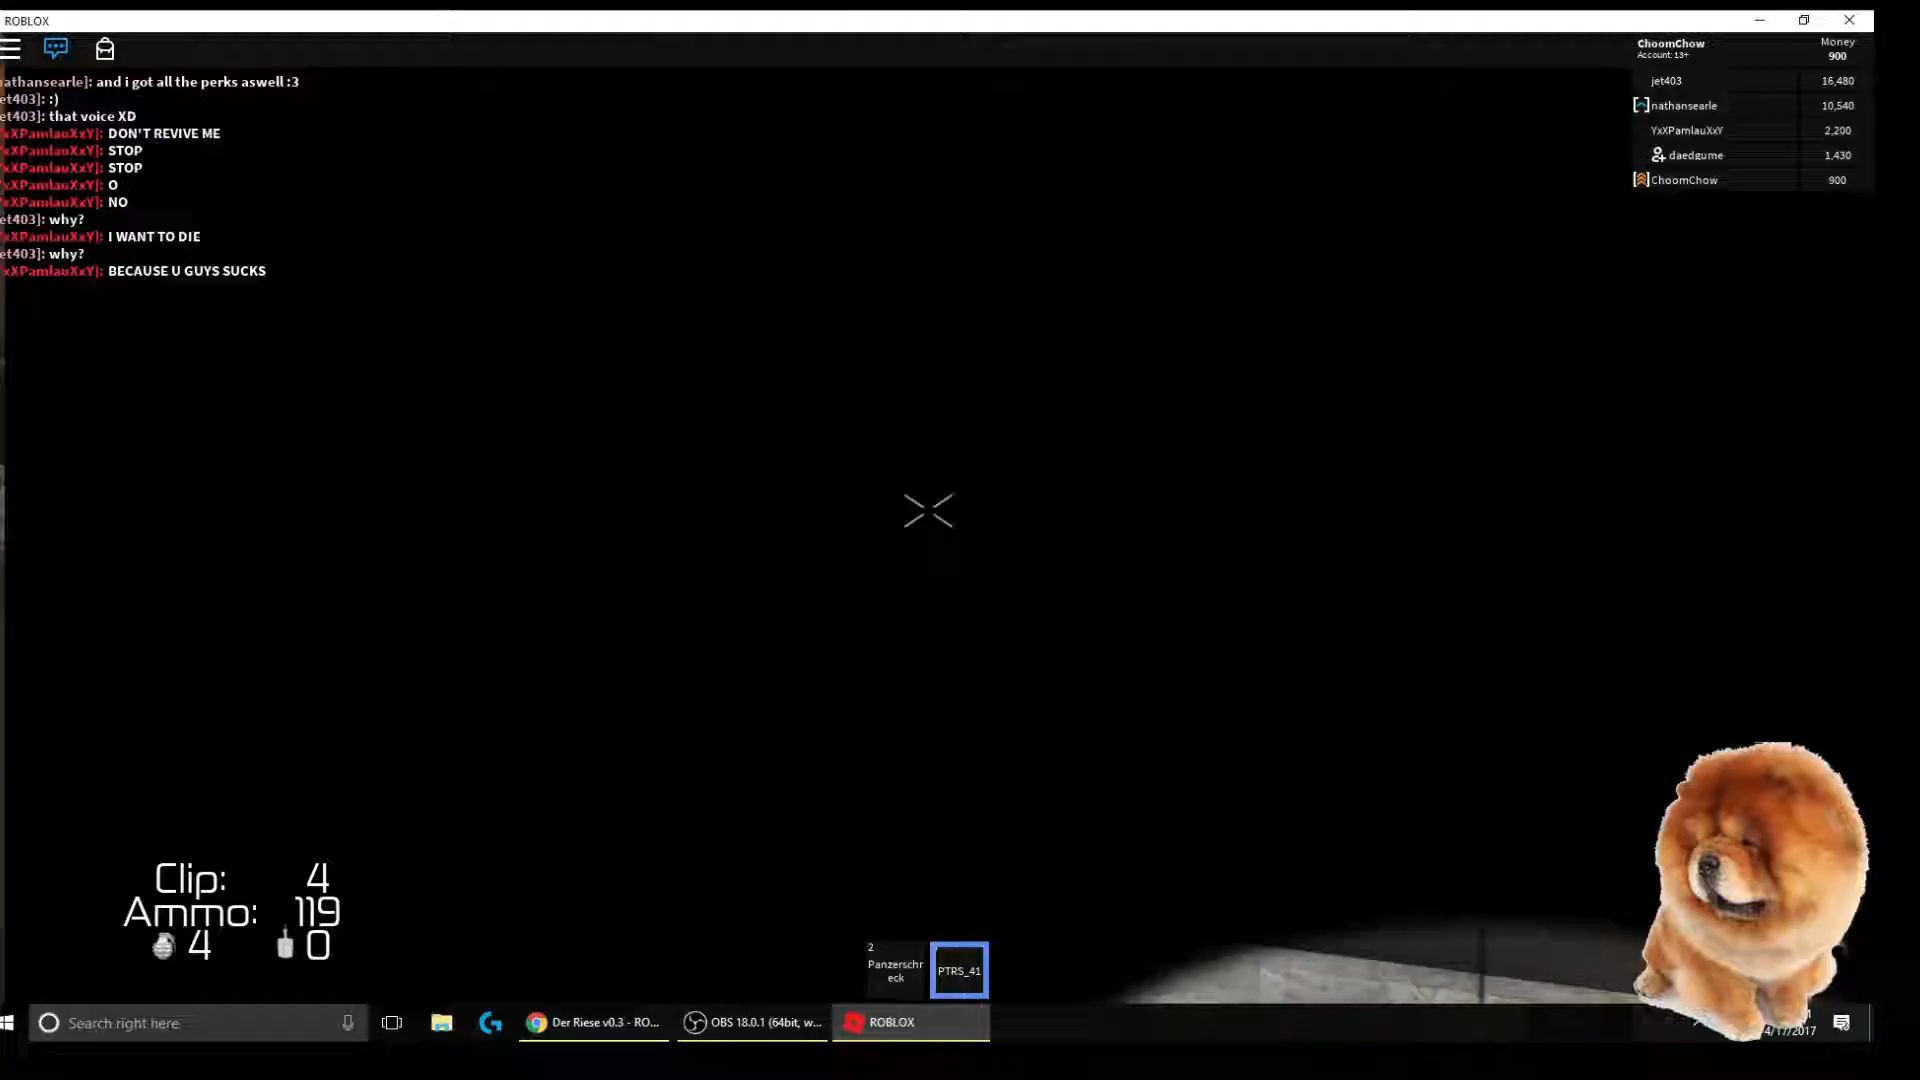 ROBLOX
ChoomChow
Account: 13+
Money
900
jet403 16,480
nathansearle 10,540
YxXPamlauXxY 2,200
daedgume 1,430
ChoomChow 900
nathansearle]: and i got all the perks aswell :3
et403]: :)
et403]: that voice XD
xXPamlauXxY]: DON'T REVIVE ME
xXPamlauXxY]: STOP
xXPamlauXxY]: STOP
xXPamlauXxY]: O
xXPamlauXxY]: NO
et403]: why?
xXPamlauXxY]: I WANT TO DIE
et403]: why?
xXPamlauXxY]: BECAUSE U GUYS SUCKS
Clip: 4
Ammo: 119
4 0
2
Panzerschr
eck
PTRS_41
Search right here
Der Riese v0.3 - RO...
OBS 18.0.1 (64bit, w...
ROBLOX
4/17/2017